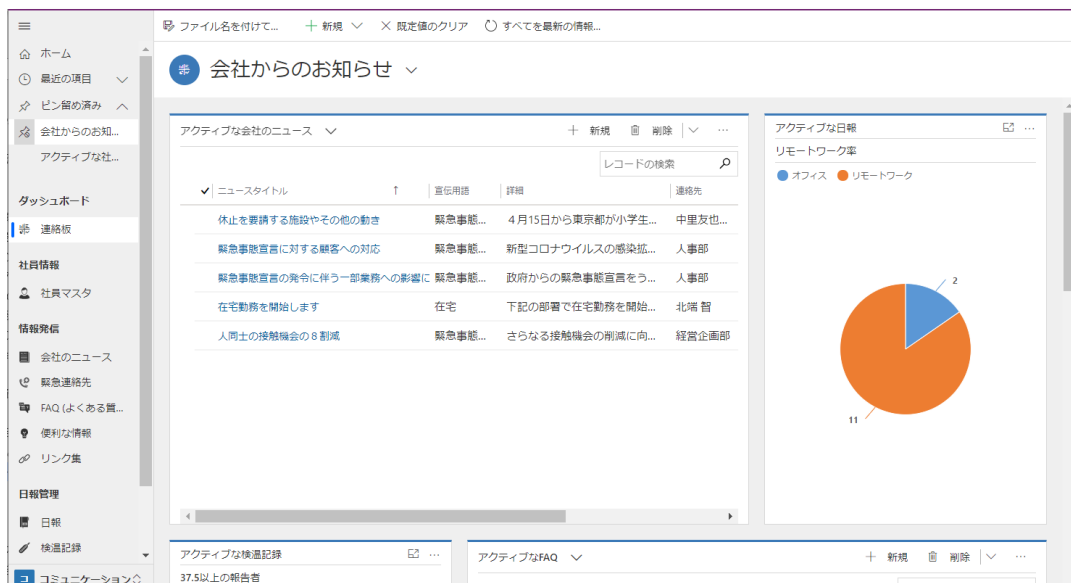 ファイル名を付けて...
新規
既定値のクリア
すべてを最新の情報...
ホーム
最近の項目
ピン留め済み
会社からのお知...
アクティブな社...
ダッシュボード
連絡板
社員情報
社員マスタ
情報発信
会社のニュース
緊急連絡先
FAQ (よくある質...
便利な情報
リンク集
日報管理
日報
検温記録
コ コミュニケーション
会社からのお知らせ
アクティブな会社のニュース
新規 削除 ...
レコードの検索
ニュースタイトル ↑ 宣伝用語 詳細 連絡先
休止を要請する施設やその他の動き 緊急事態... 4月15日から東京都が小学生... 中里友也...
緊急事態宣言に対する顧客への対応 緊急事態... 新型コロナウイルスの感染拡... 人事部
緊急事態宣言の発令に伴う一部業務への影響に 緊急事態... 政府からの緊急事態宣言をう... 人事部
在宅勤務を開始します 在宅 下記の部署で在宅勤務を開始... 北端 智
人同士の接触機会の8割減 緊急事態... さらなる接触機会の削減に向... 経営企画部
アクティブな日報 ...
リモートワーク率
オフィス リモートワーク
2
11
アクティブな検温記録 ...
37.5以上の報告者
アクティブなFAQ
新規 削除 ...